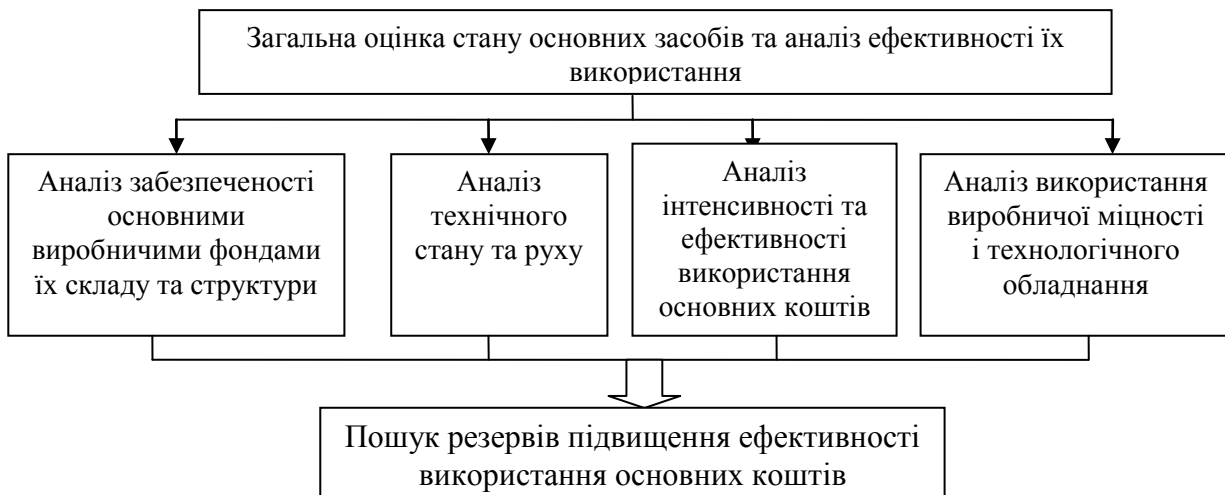 Загальна оцінка стану основних засобів та аналіз ефективності їх
використання
Аналіз забезпеченості
основними
виробничими фондами
їх складу та структури
Аналіз
технічного
стану та руху
Аналіз
інтенсивності та
ефективності
використання
основних коштів
Аналіз використання
виробничої міцності
і технологічного
обладнання
Пошук резервів підвищення ефективності
використання основних коштів